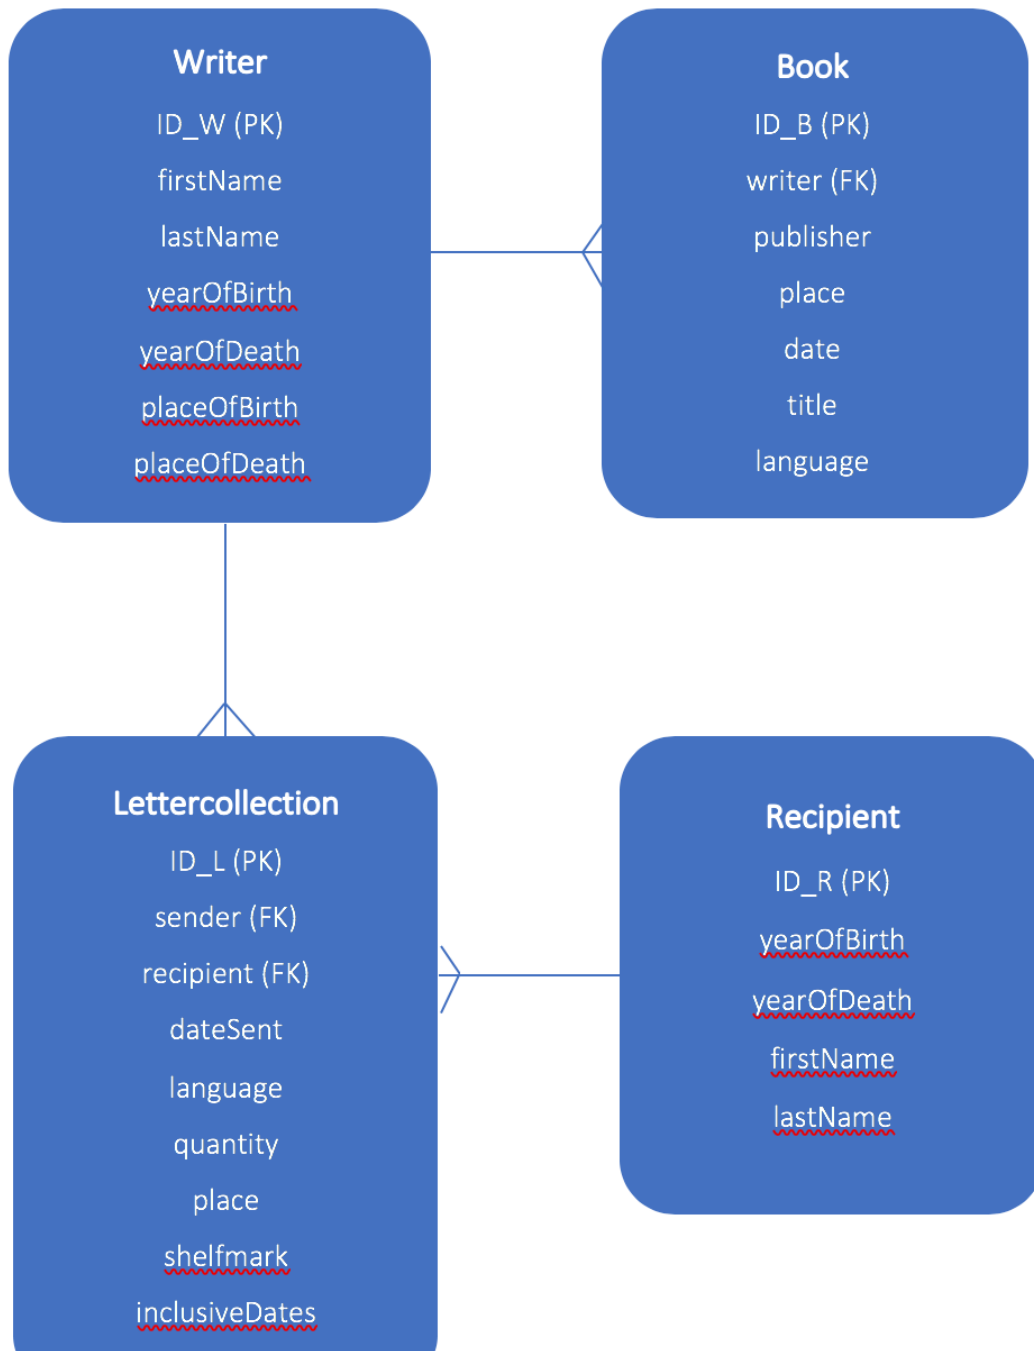 Writer
ID_W (PK)
firstName
lastName
yearOfBirth
yearOfDeath
placeOfBirth
placeOfDeath
Book
ID_B (PK)
writer (FK)
publisher
place
date
title
language
Lettercollection
ID_L (PK)
sender (FK)
recipient (FK)
dateSent
language
quantity
place
shelfmark
inclusiveDates
Recipient
ID_R (PK)
yearOfBirth
yearOfDeath
firstName
lastName